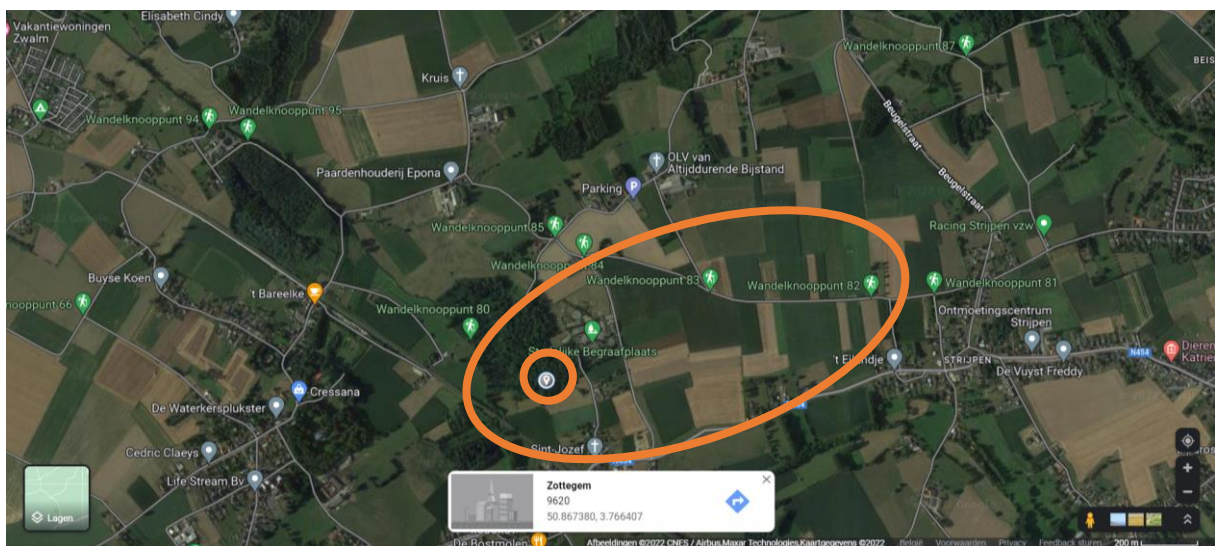 Elisabeth Cindy
Vakantiewoningen
Zwalm
Wandelknooppunt 87
BEIS
Kruis
Wandelknooppunt 95
Wandelknooppunt 94
Beugelstraat
OLV van
Altijddurende Bijstand
Paardenhouderij Epona
Parking
Beugelstraat
Wandelknooppunt 85
Racing Strijpen vzw
Wandelknooppunt 84
Buyse Koen
Wandelknooppunt 83
Wandelknooppunt 82
Wandelknooppunt 81
't Bareelke
nooppunt 66
Wandelknooppunt 80
Ontmoetingscentrum
Strijpen
Begraafplaats
STRIJPEN
N454
Dieren
Katrie
De Vuyst Freddy
Cressana
De Waterkersplukster
Sint-Jozef
Cedric Claeys
Life Stream Bv
Zottegem
9620
50.867380, 3.766407
Lagen
De Bostmolen
Afbeeldingen ©2022 CNES / Airbus,Maxar Technologies,Kaartgegevens ©2022
België
Voorwaarden
Privacy
Feedback sturen
200 m